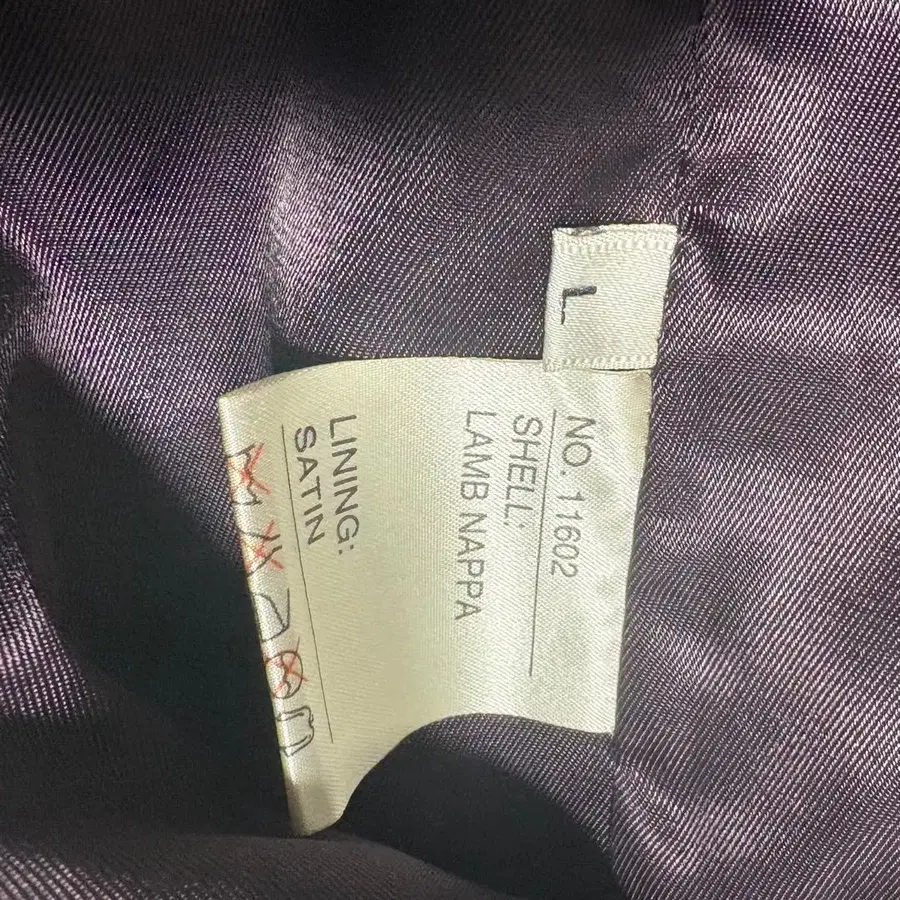 L
NO. 11602
SHELL:
LAMB NAPPA
LINING:
SATIN